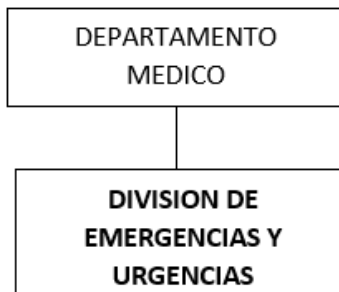 DEPARTAMENTO
MEDICO
DIVISION DE
EMERGENCIAS Y
URGENCIAS